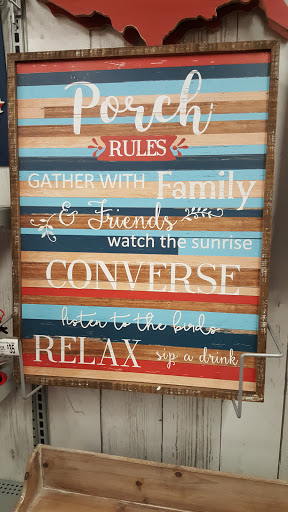 Porch
RULES
GATHER WITH Family
& Friends
watch the sunrise
CONVERSE
listen to the birds
RELAX sip a drink